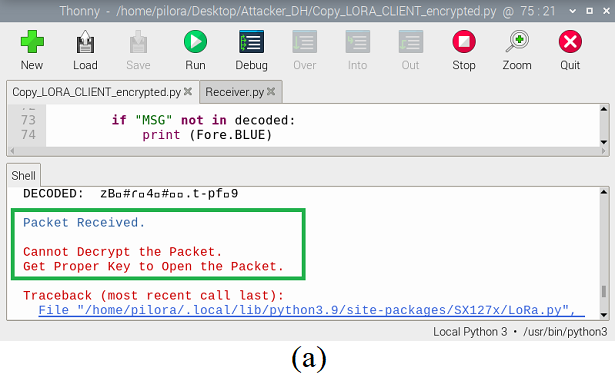 Thonny - /home/pilora/Desktop/Attacker_DH/Copy_LORA_CLIENT_encrypted.py @ 75 : 21
New Load Save Run Debug Over Into Out Stop Zoom Quit
Copy_LORA_CLIENT_encrypted.py Receiver.py
73 if "MSG" not in decoded:
74 print (Fore.BLUE)
Shell
DECODED: zB□#r□4□#□□.t-pf□9
Packet Received.
Cannot Decrypt the Packet.
Get Proper Key to Open the Packet.
Traceback (most recent call last):
File "/home/pilora/.local/lib/python3.9/site-packages/SX127x/LoRa.py",
Local Python 3 • /usr/bin/python3
(a)